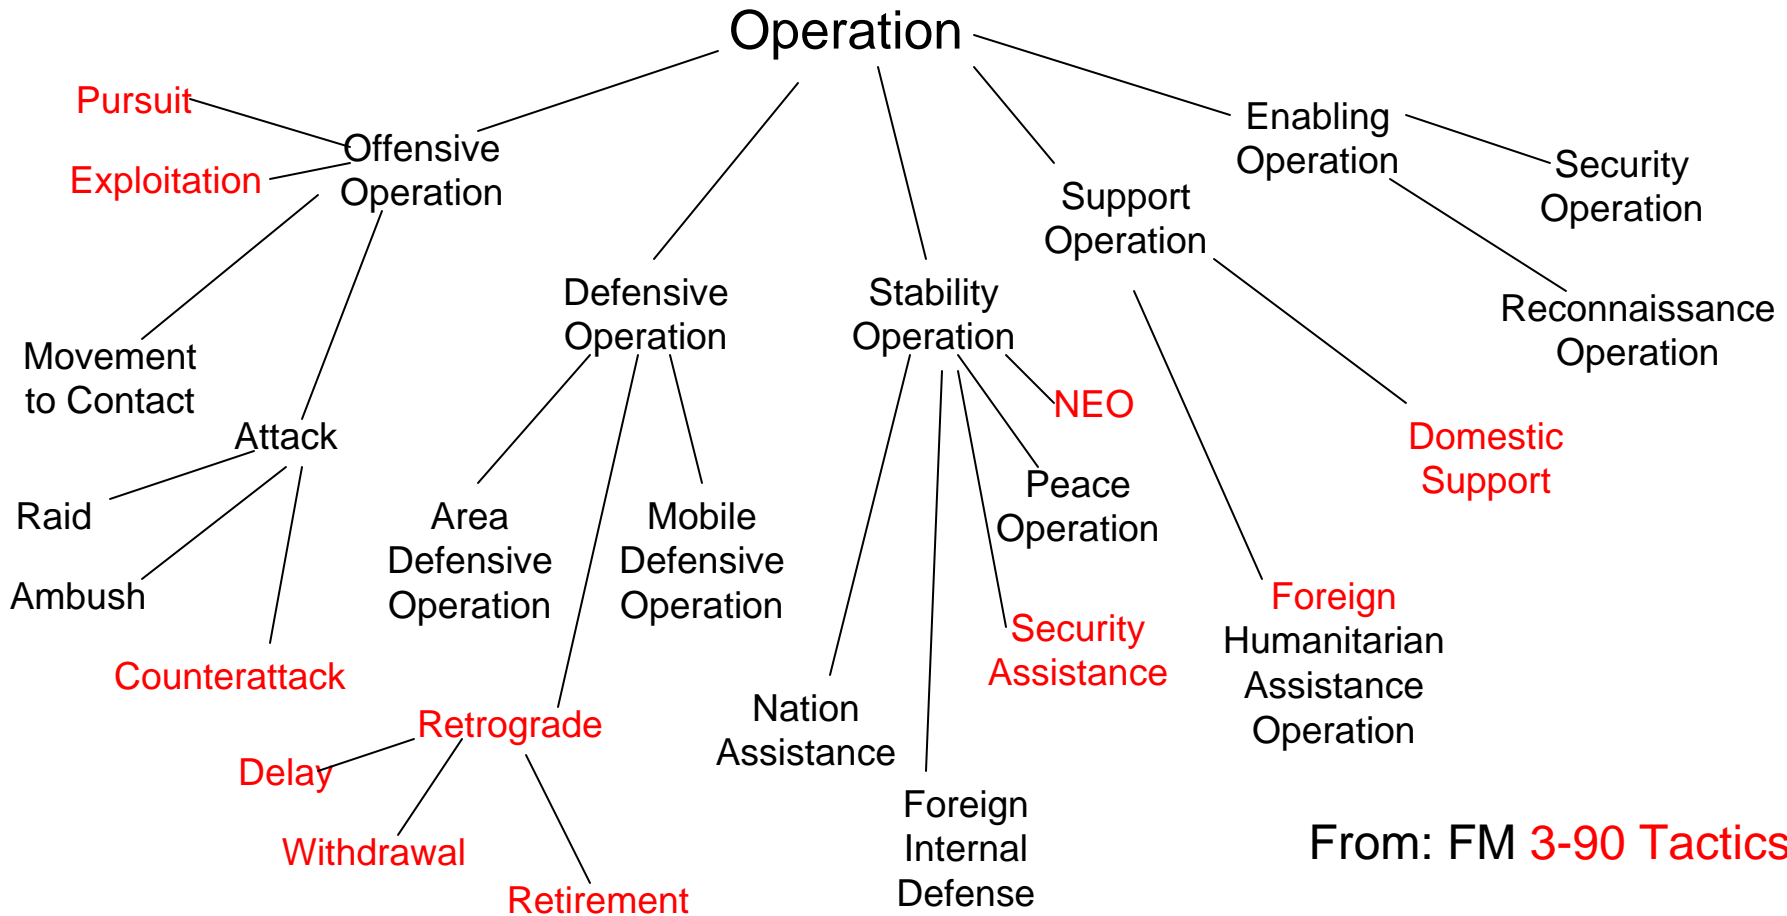 Operation
Pursuit
Exploitation
Offensive
Operation
Movement
to Contact
Attack
Raid
Ambush
Counterattack
Defensive
Operation
Area
Defensive
Operation
Mobile
Defensive
Operation
Retrograde
Delay
Withdrawal
Retirement
Stability
Operation
NEO
Peace
Operation
Security
Assistance
Nation
Assistance
Foreign
Internal
Defense
Support
Operation
Domestic
Support
Foreign
Humanitarian
Assistance
Operation
Enabling
Operation
Security
Operation
Reconnaissance
Operation
From: FM 3-90 Tactics